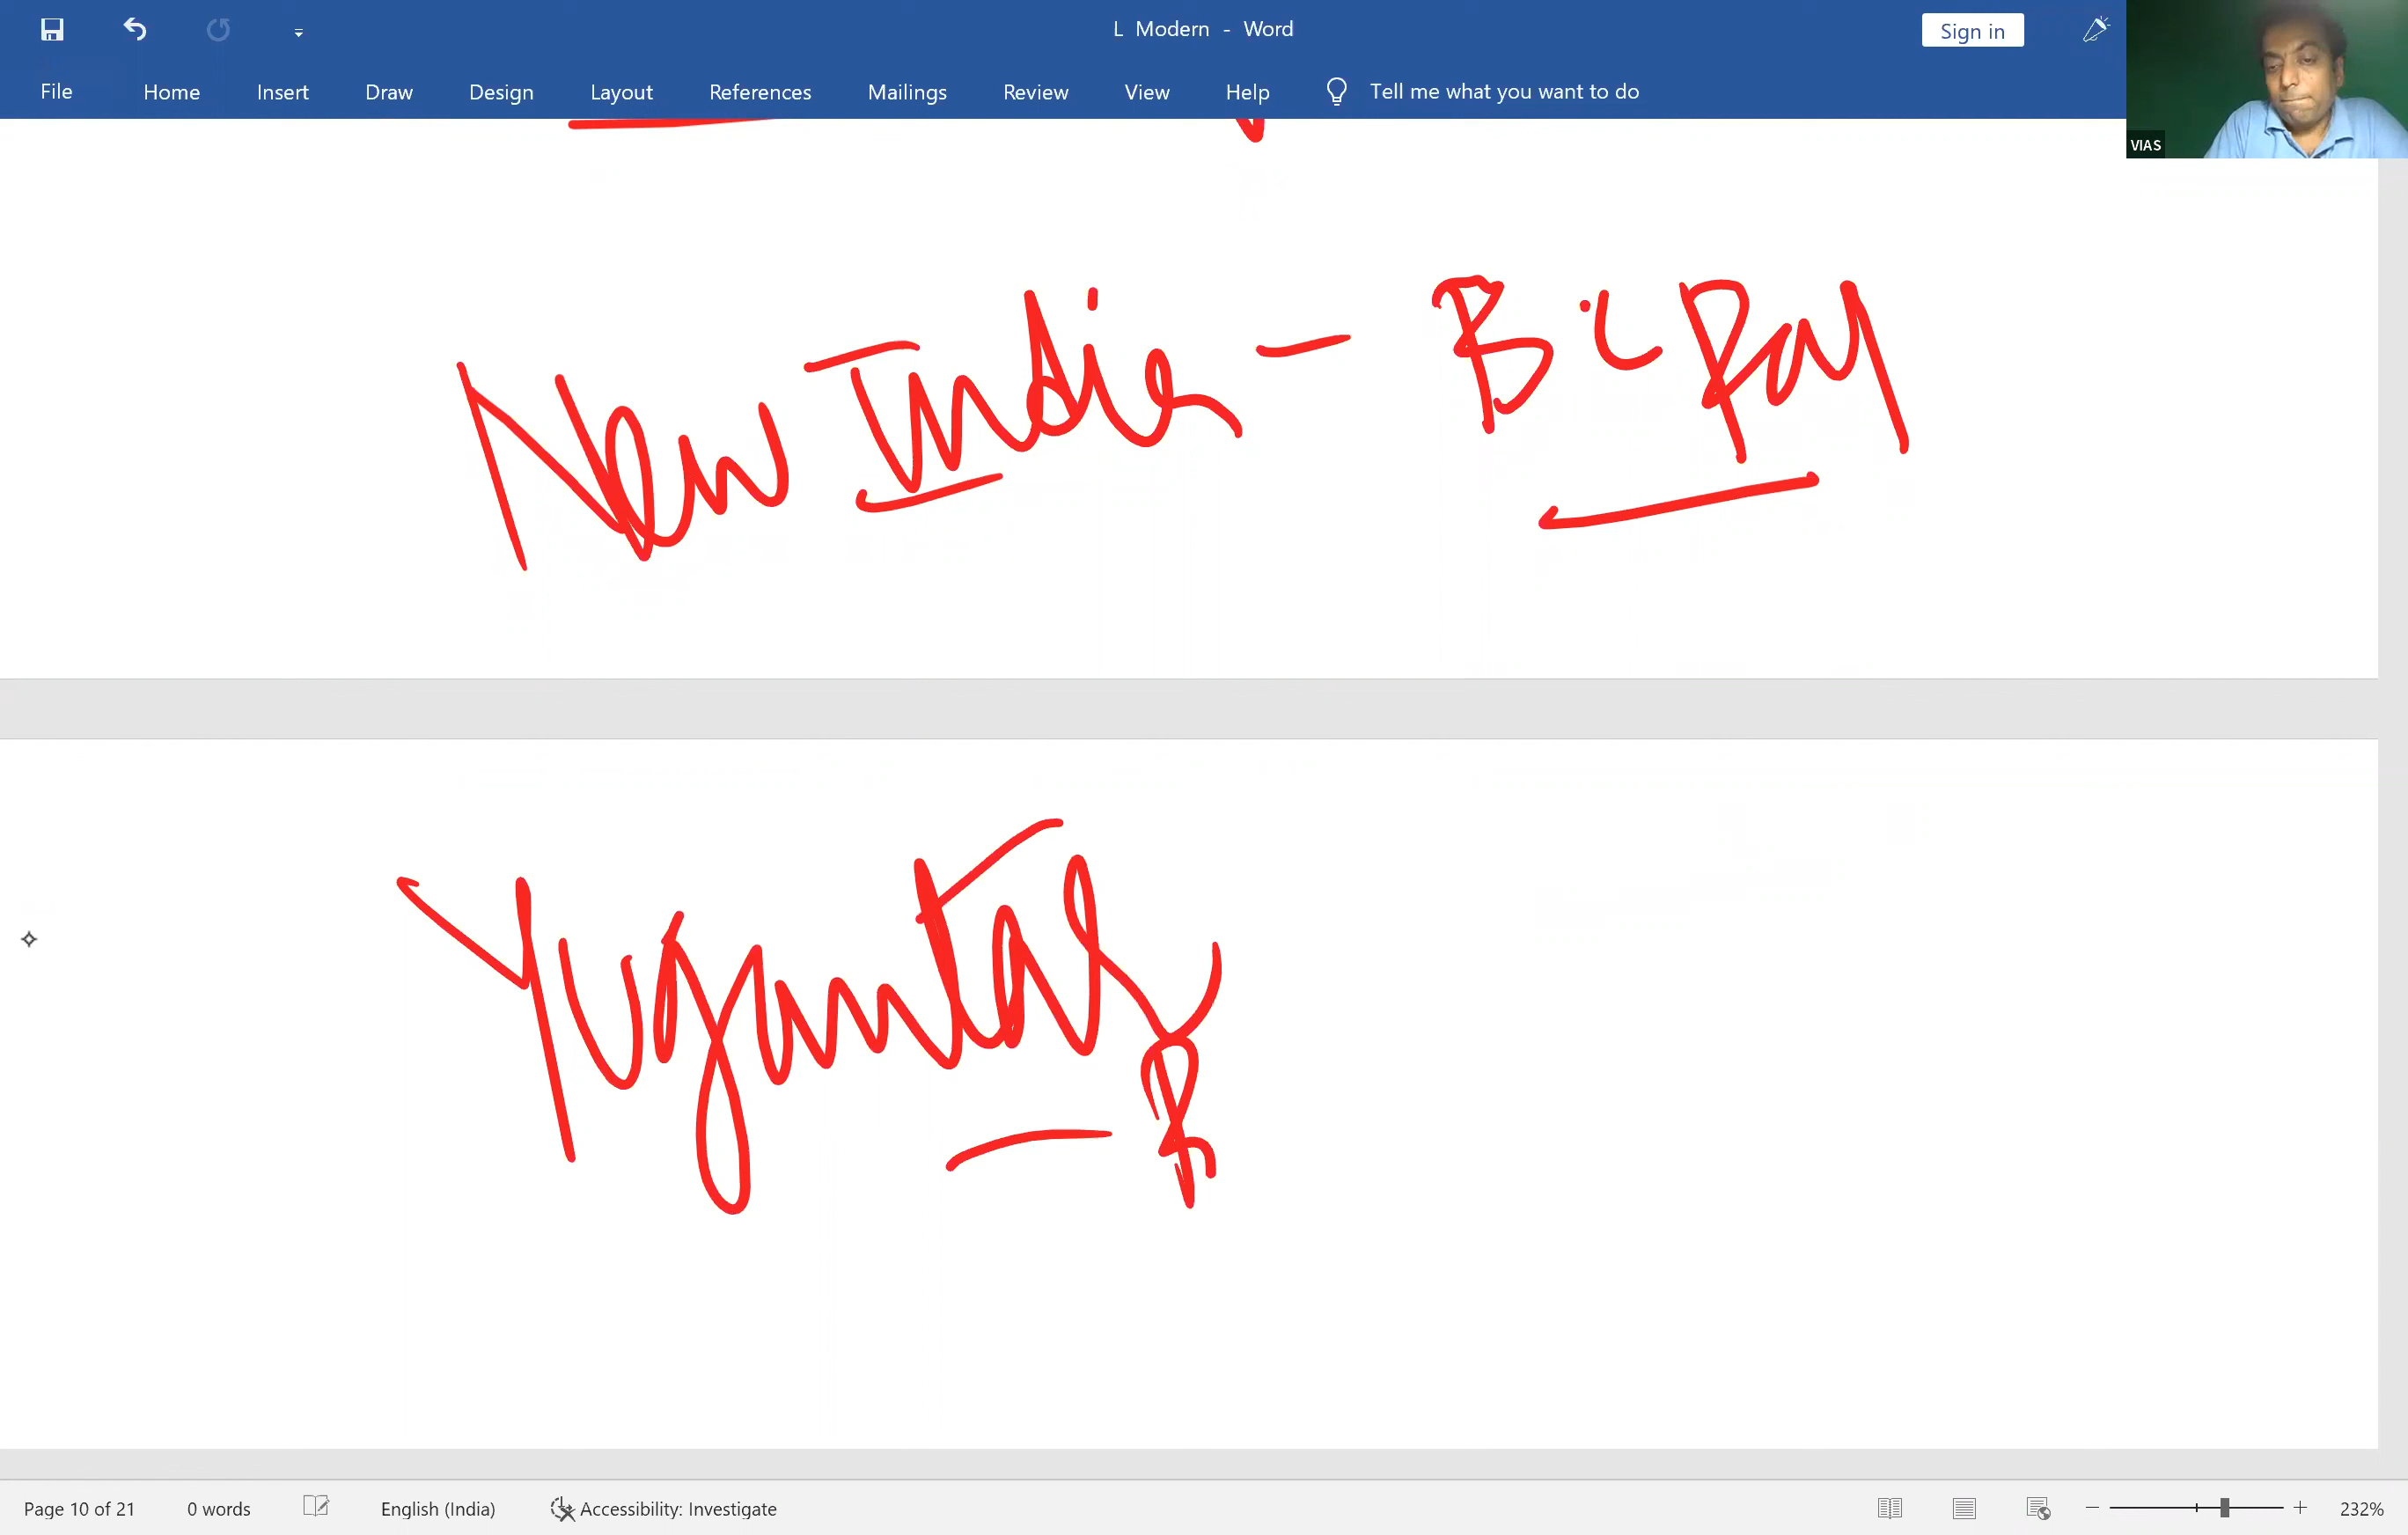 L Modern - Word
Sign in
File Home Insert Draw Design Layout References Mailings Review View Help Tell me what you want to do
VIAS
New India - B.C Pal
Yugantar
Page 10 of 21 0 words English (India) Accessibility: Investigate 232%